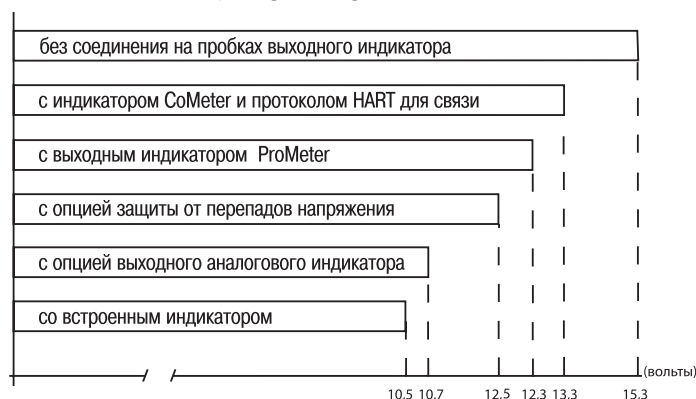 без соединения на пробках выходного индикатора
с индикатором CoMeter и протоколом HART для связи
с выходным индикатором ProMeter
с опцией защиты от перепадов напряжения
с опцией выходного аналогового индикатора
со встроенным индикатором
(вольты)
10.5 10.7 12.5 12.3 13.3 15.3